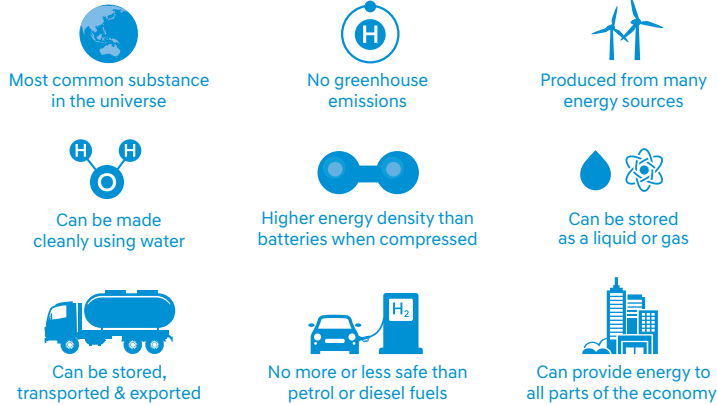 H
Most common substance
in the universe
No greenhouse
emissions
Produced from many
energy sources
H H
O
Can be made
cleanly using water
Higher energy density than
batteries when compressed
Can be stored
as a liquid or gas
H₂
Can be stored,
transported & exported
No more or less safe than
petrol or diesel fuels
Can provide energy to
all parts of the economy